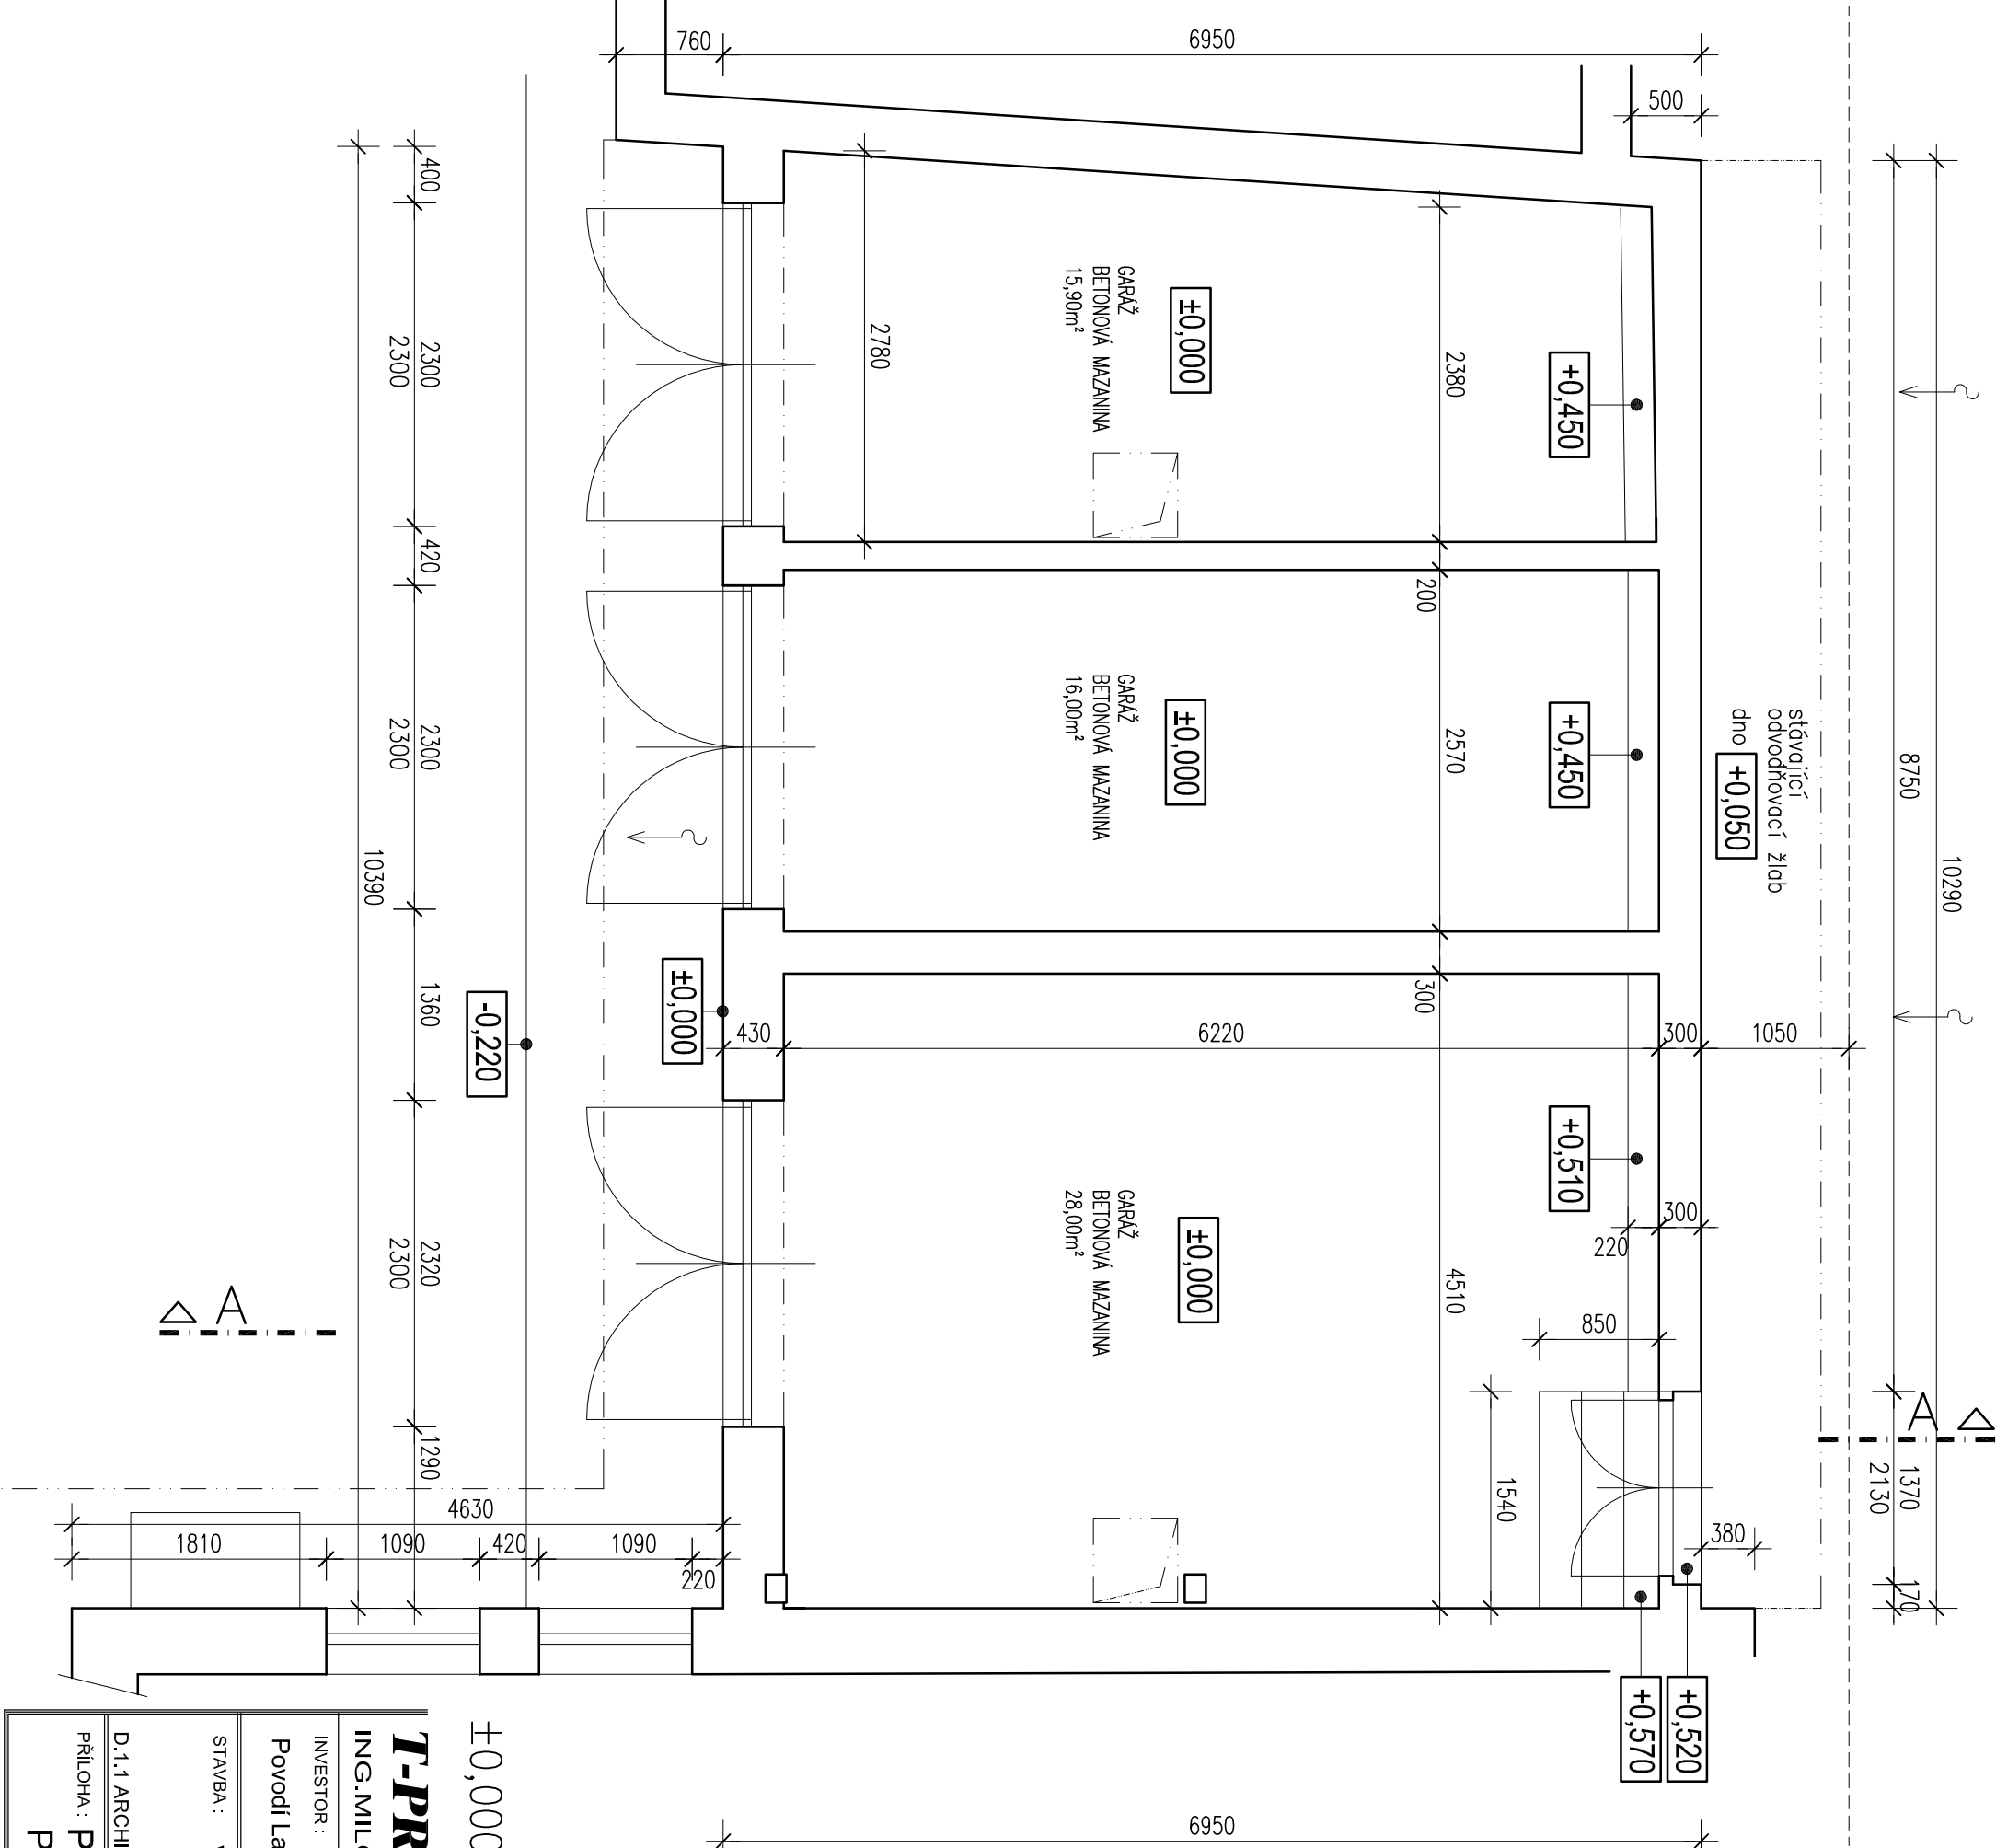 10290
8750
1370
2130
170
A
A
stávající
odvodňovací žlab
dno +0,050
6950
760
500
1050
300
6220
430
300
220
850
380
1540
+0,450
+0,450
+0,510
+0,520
+0,570
2380
200
2570
300
4510
±0,000
GARÁŽ
BETONOVÁ MAZANINA
15,90m²
±0,000
GARÁŽ
BETONOVÁ MAZANINA
16,00m²
±0,000
GARÁŽ
BETONOVÁ MAZANINA
28,00m²
2780
±0,000
-0,220
400
2300
2300
420
2300
2300
1360
2320
2300
1290
10390
4630
1810
1090
420
1090
220
6950
±0,000
T-PR
ING.MIL
INVESTOR :
Povodí La
STAVBA :
D.1.1 ARCHI
PŘÍLOHA : P
P